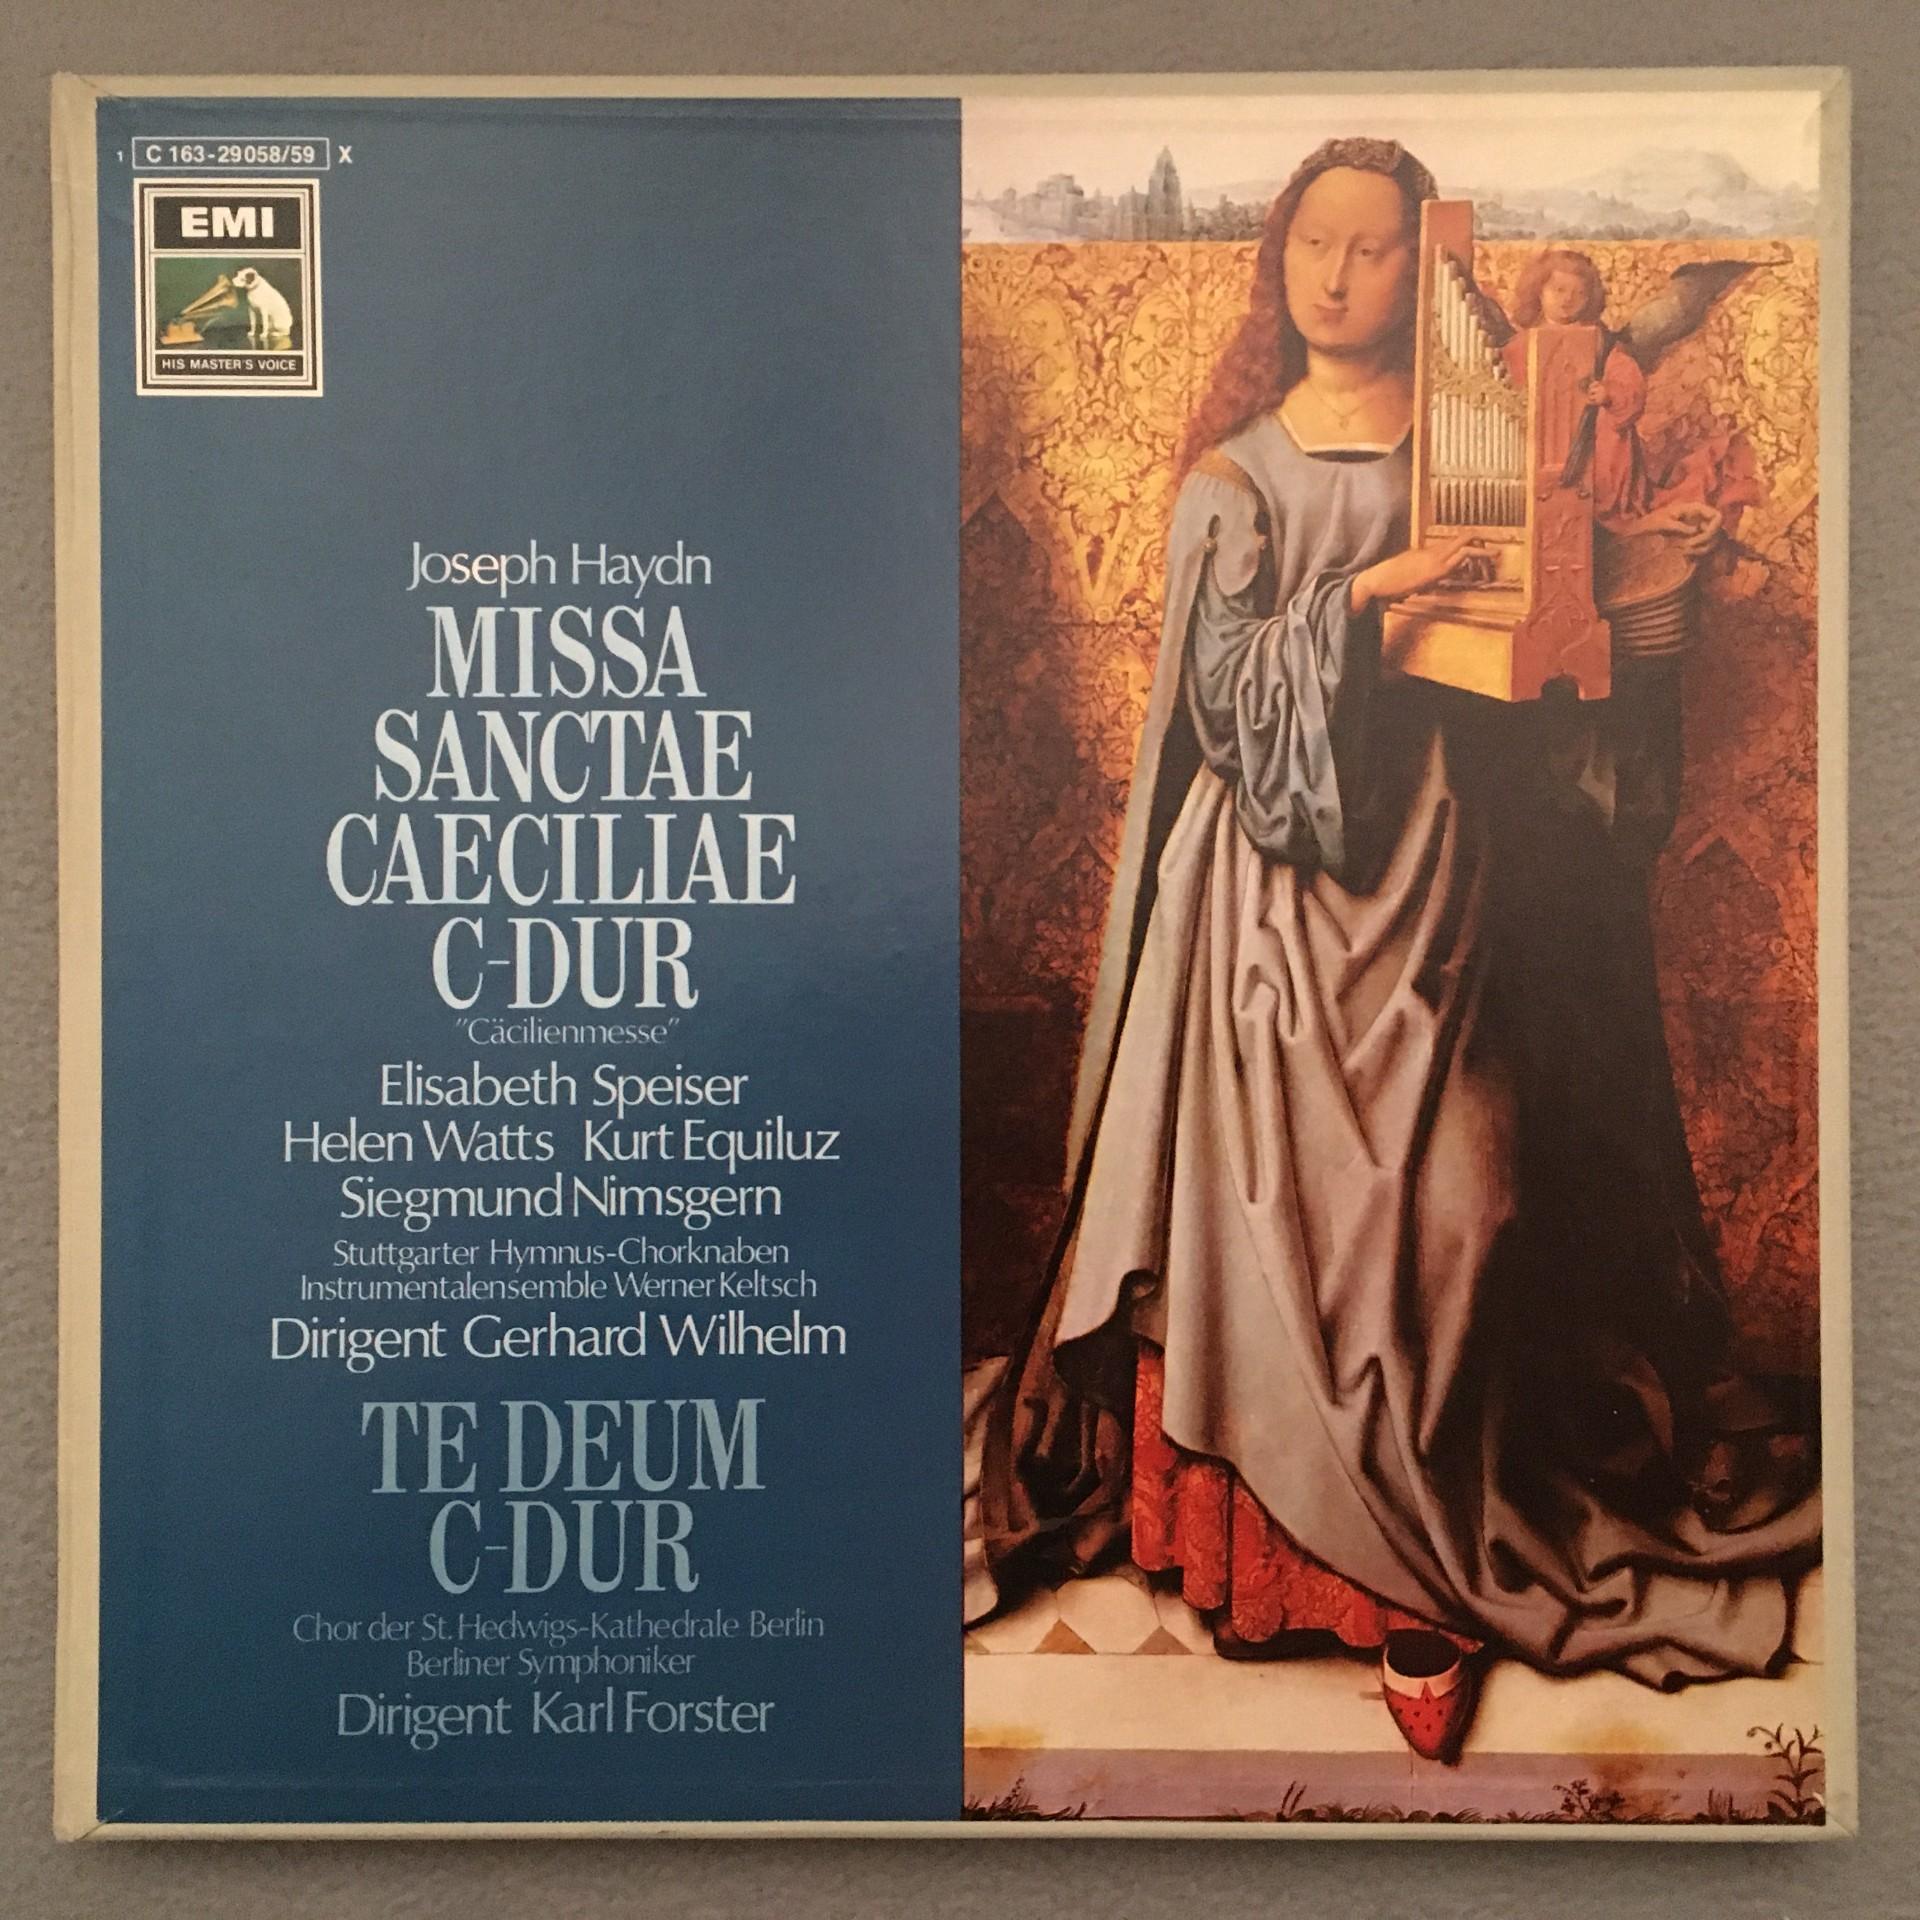 1 C 163-29058/59 X
EMI
HIS MASTER'S VOICE
Joseph Haydn
MISSA
SANCTAE
CAECILIAE
C-DUR
"Cäcilienmesse"
Elisabeth Speiser
Helen Watts Kurt Equiluz
Siegmund Nimsgern
Stuttgarter Hymnus-Chorknaben
Instrumentalensemble Werner Keltsch
Dirigent Gerhard Wilhelm
TE DEUM
C-DUR
Chor der St. Hedwigs-Kathedrale Berlin
Berliner Symphoniker
Dirigent Karl Forster